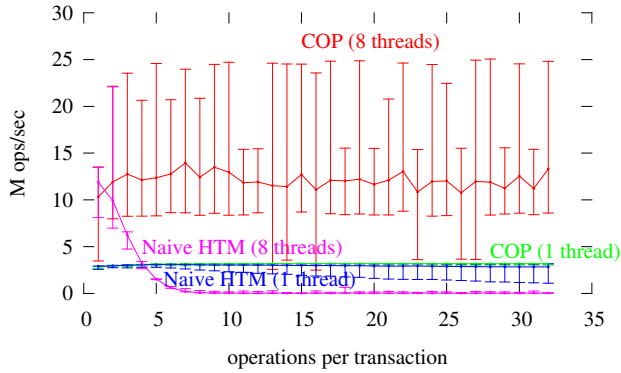 30
COP (8 threads)
25
20
M ops/sec
15
10
Naive HTM (8 threads)
COP (1 thread)
5
Naive HTM (1 thread)
0
0 5 10 15 20 25 30 35
operations per transaction